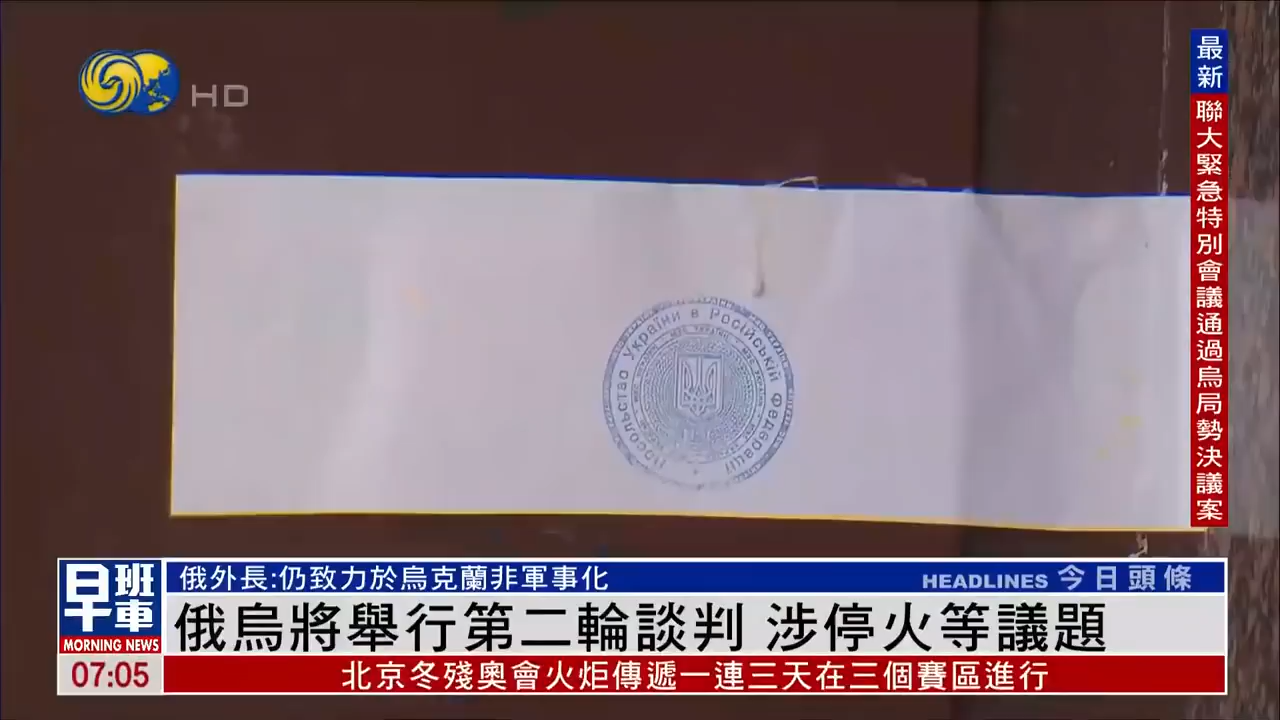 HD
最新
聯大緊急特別會議通過烏局勢決議案
Посольство України в Російській Федерації
МЗС УКРАЇНИ
早班車
MORNING NEWS
07:05
俄外長:仍致力於烏克蘭非軍事化
HEADLINES 今日頭條
俄烏將舉行第二輪談判 涉停火等議題
北京冬殘奧會火炬傳遞一連三天在三個賽區進行